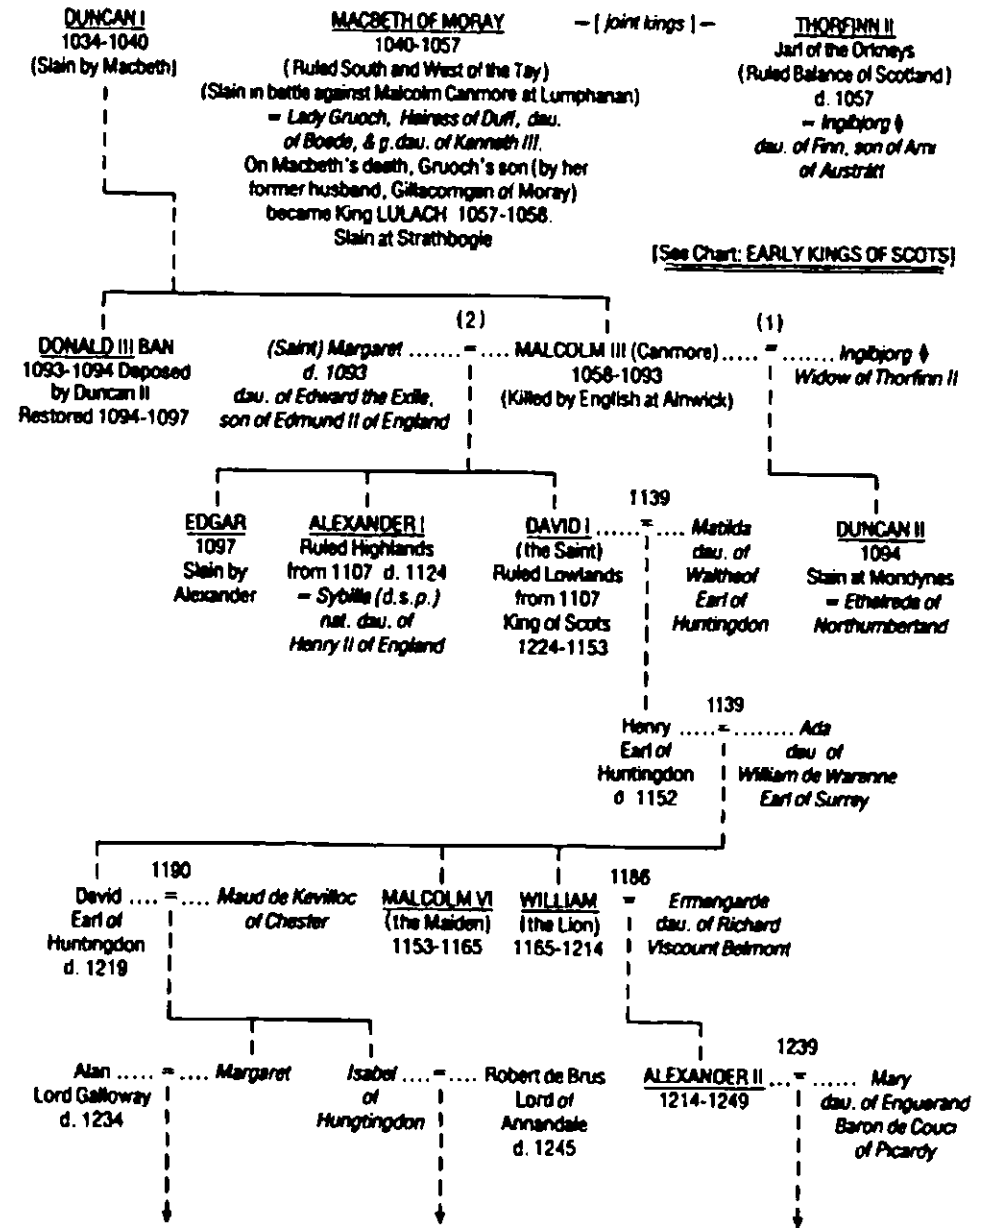 DUNCAN I
1034-1040
(Slain by Macbeth)
MACBETH OF MORAY
1040-1057
(Ruled South and West of the Tay)
(Slain in battle against Malcolm Canmore at Lumphanan)
= Lady Gruoch, Heiress of Duff, dau.
of Boede, & g.dau. of Kenneth III.
On Macbeth's death, Gruoch's son (by her
former husband, Gillacomgan of Moray)
became King LULACH 1057-1058.
Slain at Strathbogie
– [ joint kings ] –
THORFINN II
Jarl of the Orkneys
(Ruled Balance of Scotland)
d. 1057
= Ingibjorg ♦
dau. of Finn, son of Arni
of Austrått
[See Chart: EARLY KINGS OF SCOTS]
DONALD III BAN
1093-1094 Deposed
by Duncan II
Restored 1094-1097
(2)
(Saint) Margaret ....... = .... MALCOLM III (Canmore) ..... = ....... Ingibjorg ♦
(1)
d. 1093
dau. of Edward the Exile,
son of Edmund II of England
1058-1093
(Killed by English at Alnwick)
Widow of Thorfinn II
EDGAR
1097
Slain by
Alexander
ALEXANDER I
Ruled Highlands
from 1107 d. 1124
= Sybilla (d.s.p.)
nat. dau. of
Henry II of England
1139
DAVID I ...... = ..... Matilda
(the Saint)
Ruled Lowlands
from 1107
King of Scots
1224-1153
dau. of
Waltheof
Earl of
Huntingdon
DUNCAN II
1094
Slain at Mondynes
= Ethelreda of
Northumberland
1139
Henry ..... = ........ Ada
Earl of
Huntingdon
d 1152
dau of
William de Warenne
Earl of Surrey
1190
David .... = .... Maud de Kevilloc
Earl of
Huntingdon
d. 1219
of Chester
MALCOLM VI
(the Maiden)
1153-1165
1186
WILLIAM = Ermengarde
(the Lion)
1165-1214
dau. of Richard
Viscount Belmont
Alan ..... = .... Margaret
Lord Galloway
d. 1234
Isabel .... = .... Robert de Brus
of
Hungtingdon
Lord of
Annandale
d. 1245
1239
ALEXANDER II ... = ...... Mary
1214-1249
dau. of Enguerand
Baron de Couci
of Picardy